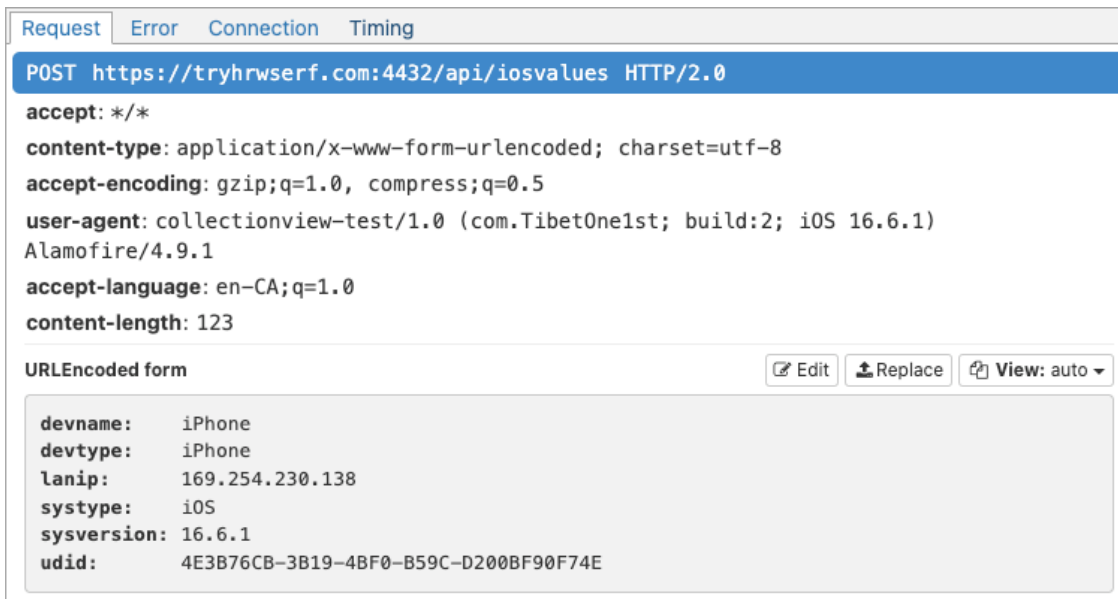 Request Error Connection Timing
POST https://tryhrwserf.com:4432/api/iosvalues HTTP/2.0
accept: */*
content-type: application/x-www-form-urlencoded; charset=utf-8
accept-encoding: gzip;q=1.0, compress;q=0.5
user-agent: collectionview-test/1.0 (com.TibetOne1st; build:2; iOS 16.6.1)
Alamofire/4.9.1
accept-language: en-CA;q=1.0
content-length: 123
URLEncoded form Edit Replace View: auto
devname: iPhone
devtype: iPhone
lanip: 169.254.230.138
systype: iOS
sysversion: 16.6.1
udid: 4E3B76CB-3B19-4BF0-B59C-D200BF90F74E